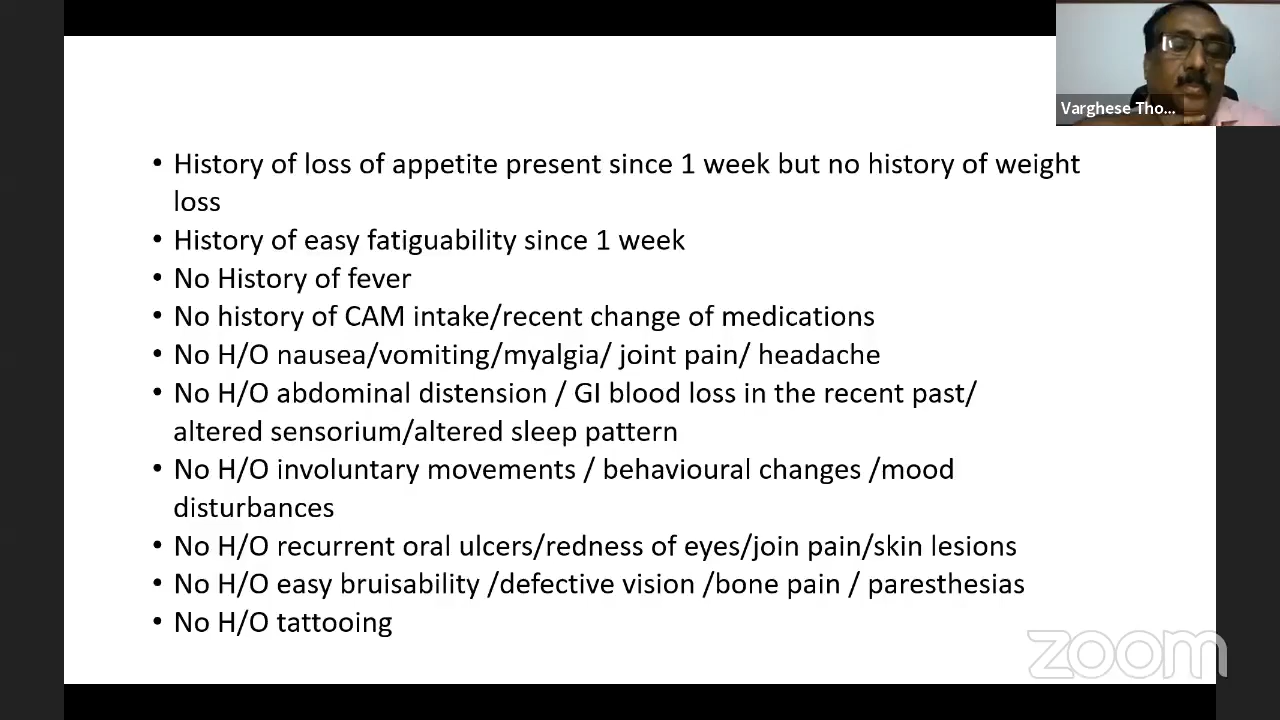 Varghese Tho...
• History of loss of appetite present since 1 week but no history of weight
loss
• History of easy fatiguability since 1 week
• No History of fever
• No history of CAM intake/recent change of medications
• No H/O nausea/vomiting/myalgia/ joint pain/ headache
• No H/O abdominal distension / GI blood loss in the recent past/
altered sensorium/altered sleep pattern
• No H/O involuntary movements / behavioural changes /mood
disturbances
• No H/O recurrent oral ulcers/redness of eyes/join pain/skin lesions
• No H/O easy bruisability /defective vision /bone pain / paresthesias
• No H/O tattooing
zoom